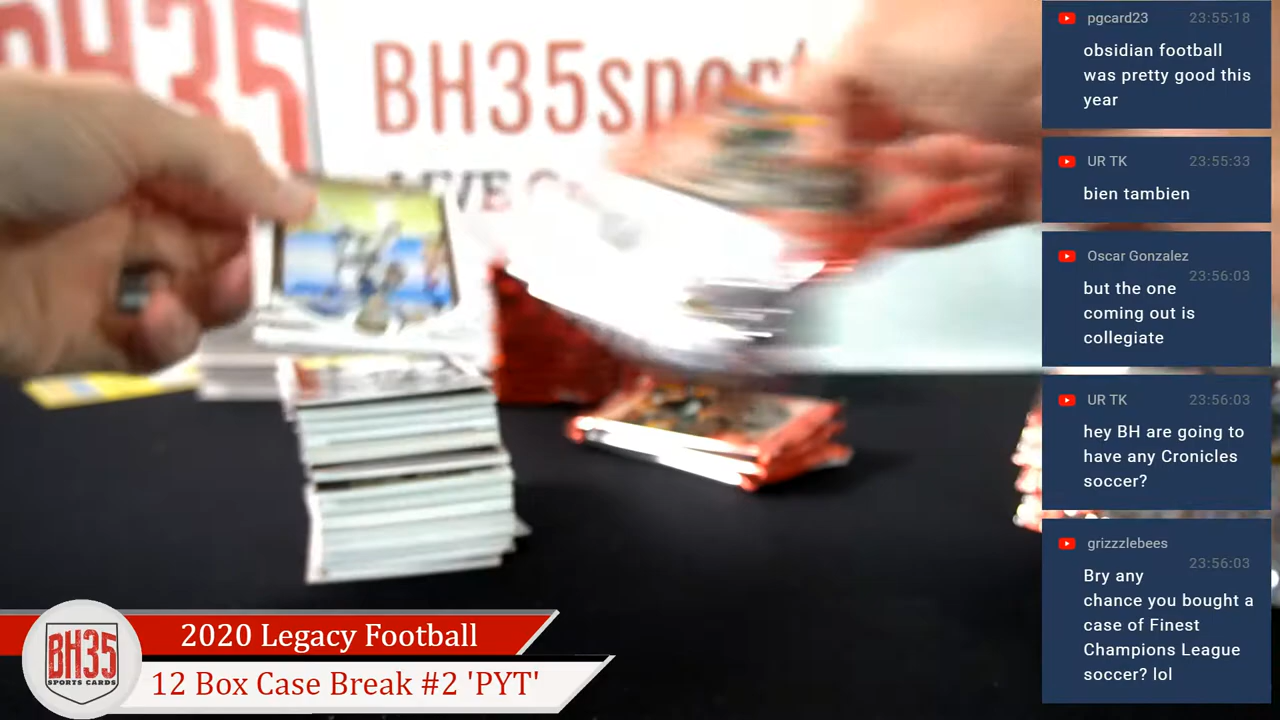 35
BH35sport
LIVE
pgcard23 23:55:18
obsidian football
was pretty good this
year
UR TK 23:55:33
bien tambien
Oscar Gonzalez
23:56:03
but the one
coming out is
collegiate
UR TK 23:56:03
hey BH are going to
have any Cronicles
soccer?
grizzzlebees
23:56:03
Bry any
chance you bought a
case of Finest
Champions League
soccer? lol
BH35
SPORTS CARDS
2020 Legacy Football
12 Box Case Break #2 'PYT'